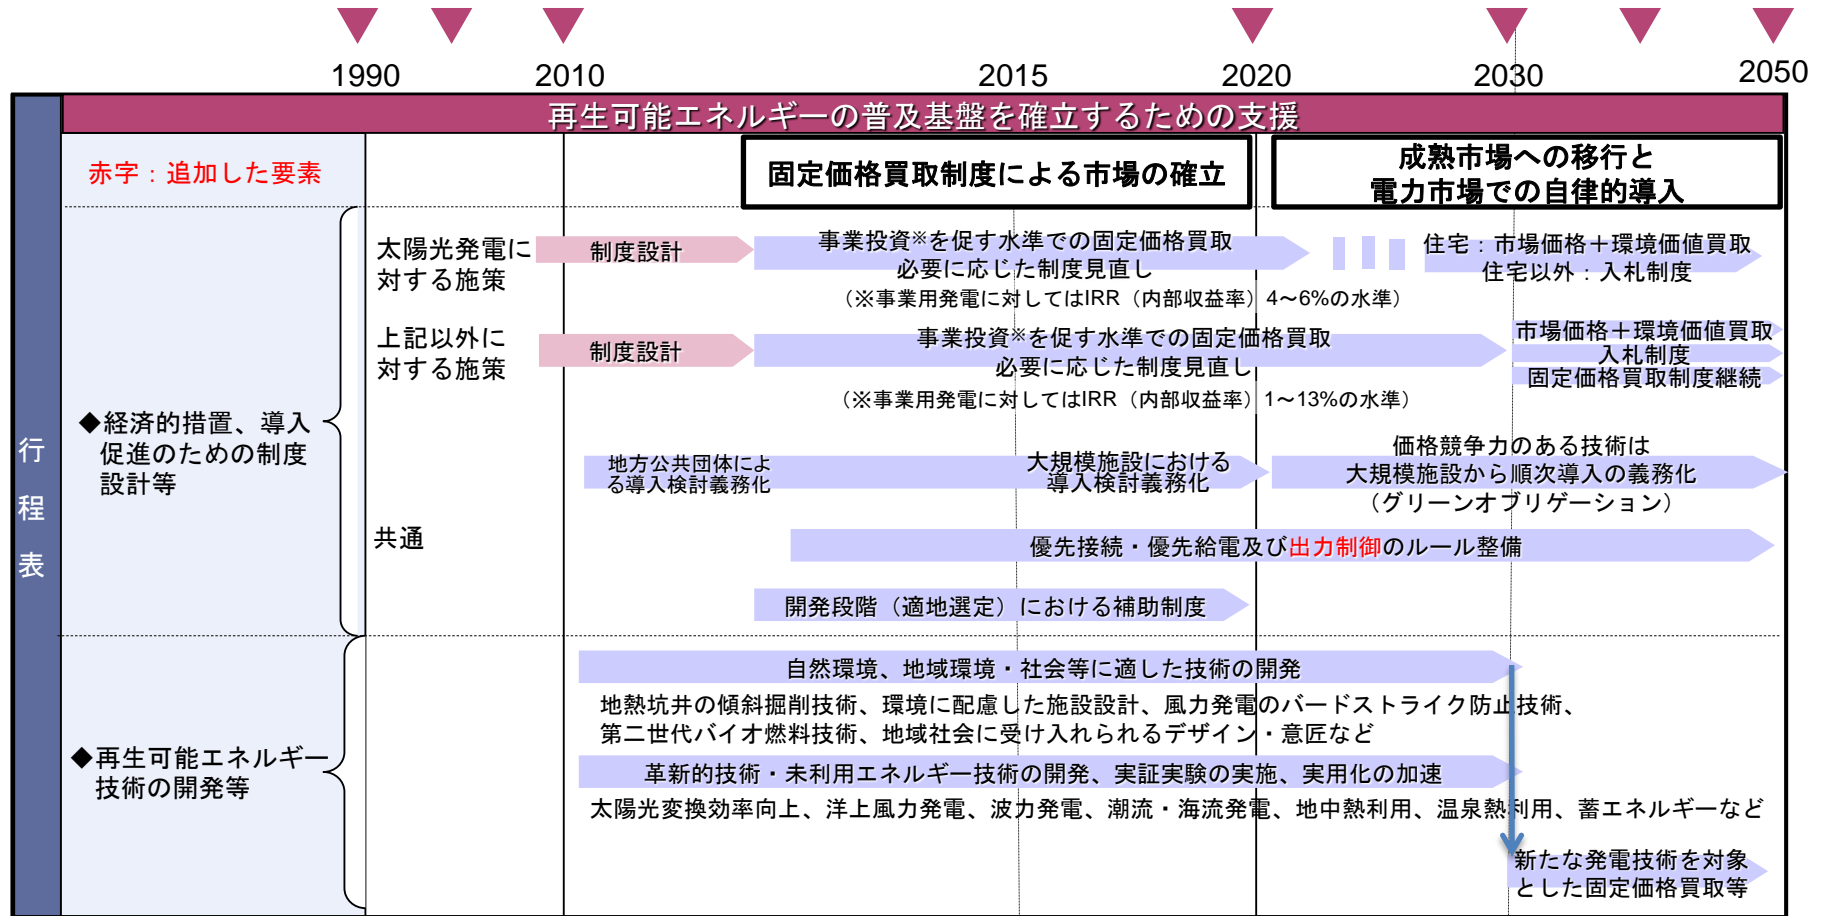 1990 2010 2015 2020 2030 2050
再生可能エネルギーの普及基盤を確立するための支援
行程表
赤字：追加した要素
固定価格買取制度による市場の確立
成熟市場への移行と
電力市場での自律的導入
◆経済的措置、導入
促進のための制度
設計等
太陽光発電に
対する施策
制度設計
事業投資※を促す水準での固定価格買取
必要に応じた制度見直し
（※事業用発電に対してはIRR（内部収益率）4～6%の水準）
住宅：市場価格＋環境価値買取
住宅以外：入札制度
上記以外に
対する施策
制度設計
事業投資※を促す水準での固定価格買取
必要に応じた制度見直し
（※事業用発電に対してはIRR（内部収益率）1～13%の水準）
市場価格＋環境価値買取
入札制度
固定価格買取制度継続
共通
地方公共団体によ
る導入検討義務化
大規模施設における
導入検討義務化
価格競争力のある技術は
大規模施設から順次導入の義務化
（グリーンオブリゲーション）
優先接続・優先給電及び出力制御のルール整備
開発段階（適地選定）における補助制度
◆再生可能エネルギー
技術の開発等
自然環境、地域環境・社会等に適した技術の開発
地熱坑井の傾斜掘削技術、環境に配慮した施設設計、風力発電のバードストライク防止技術、
第二世代バイオ燃料技術、地域社会に受け入れられるデザイン・意匠など
革新的技術・未利用エネルギー技術の開発、実証実験の実施、実用化の加速
太陽光変換効率向上、洋上風力発電、波力発電、潮流・海流発電、地中熱利用、温泉熱利用、蓄エネルギーなど
新たな発電技術を対象
とした固定価格買取等